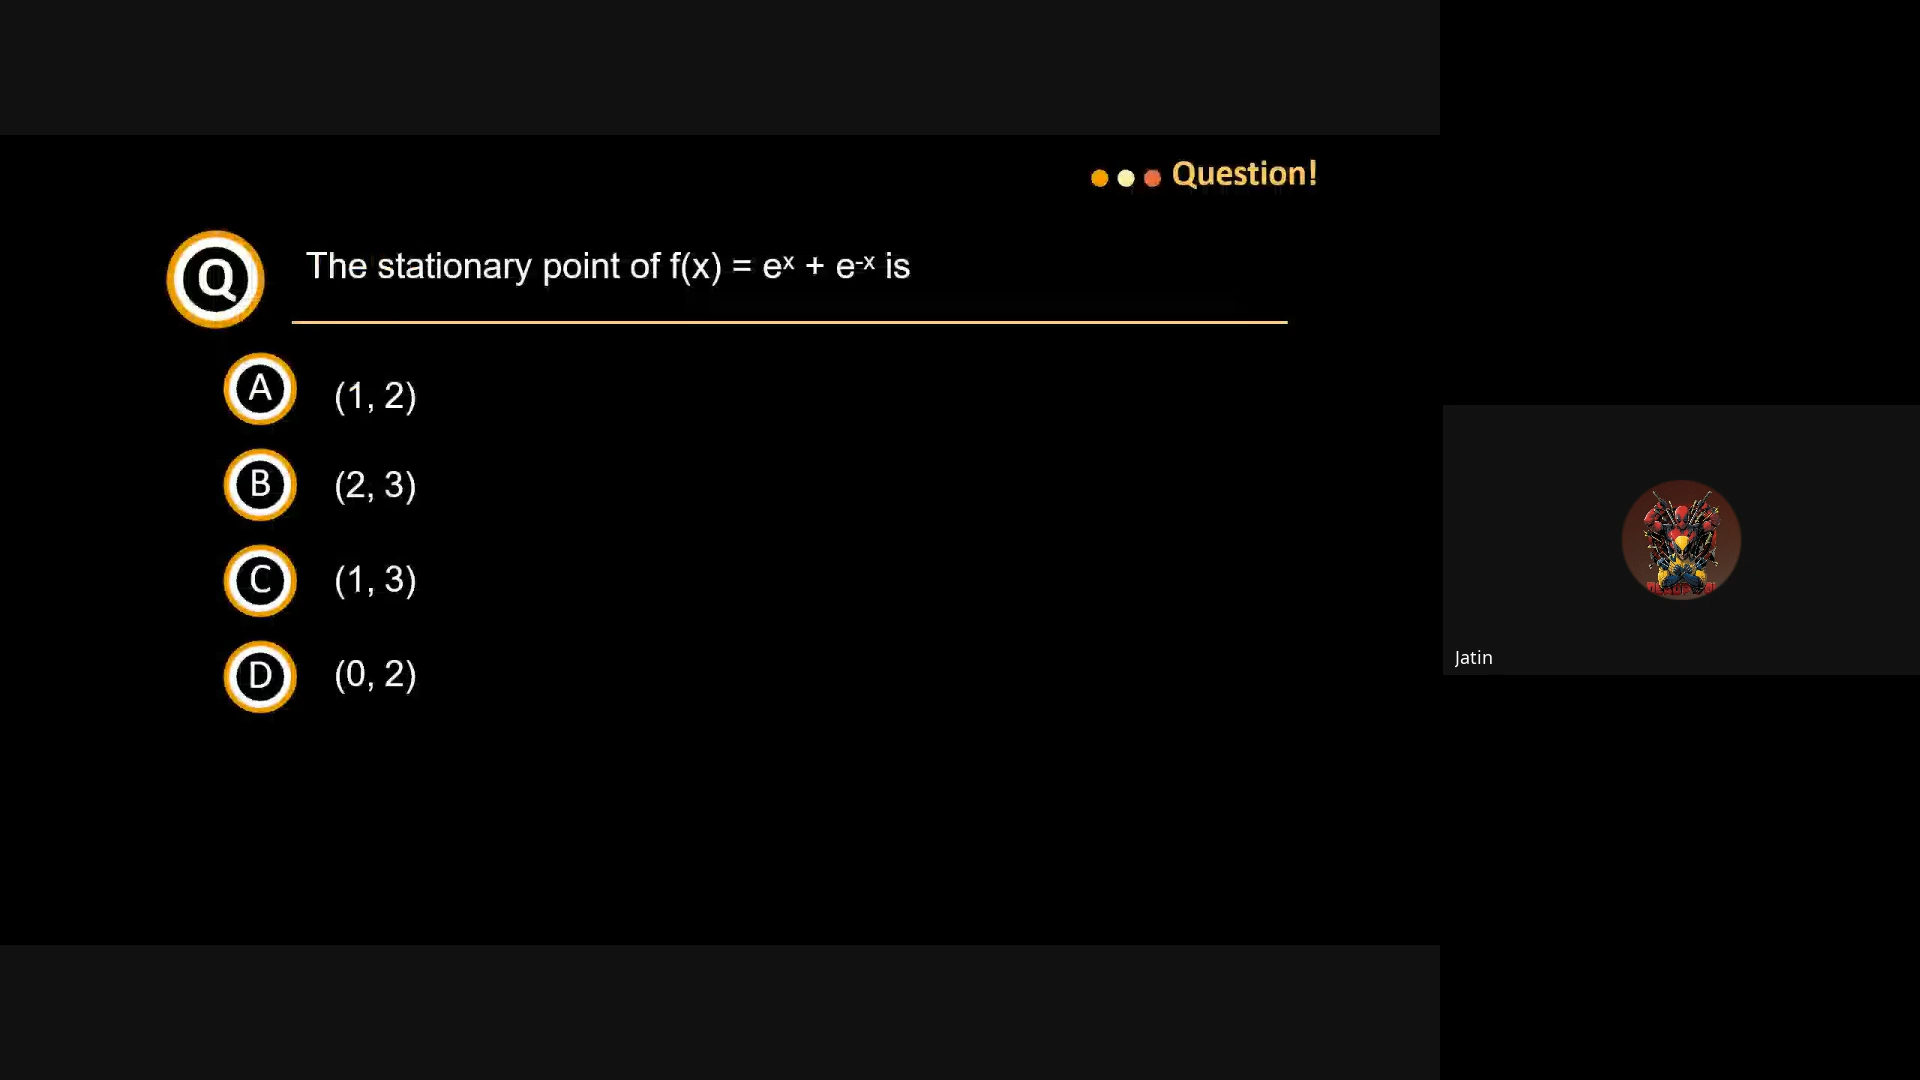 Question!
Q
The stationary point of f(x) = eˣ + e⁻ˣ is
A (1, 2)
B (2, 3)
C (1, 3)
D (0, 2)
Jatin